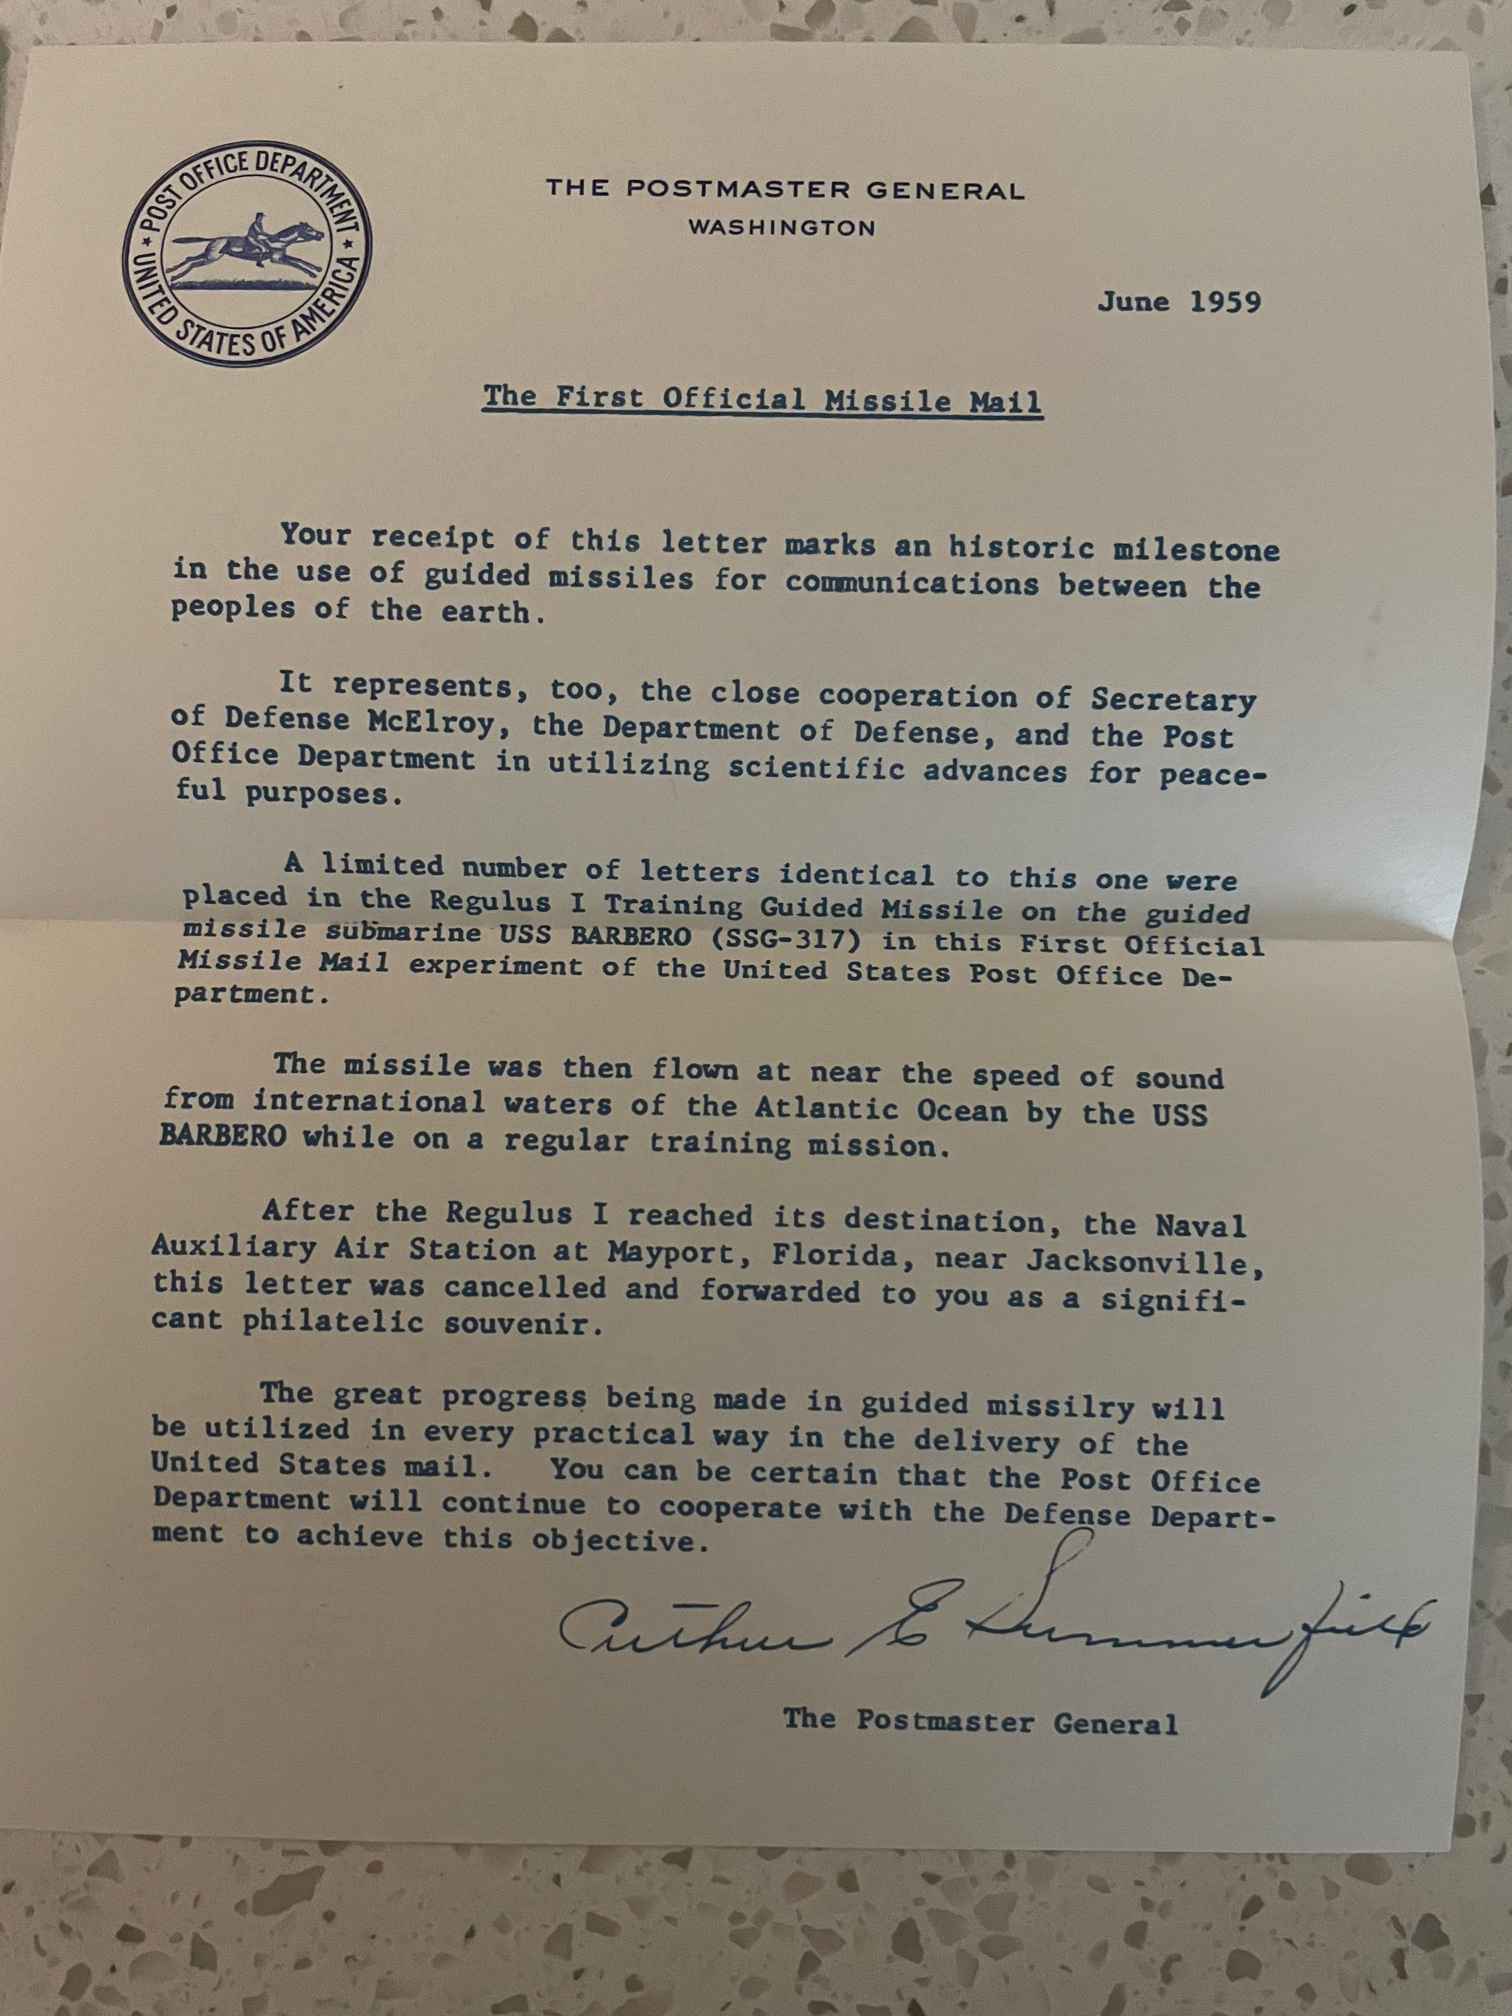 POST OFFICE DEPARTMENT
UNITED STATES OF AMERICA
THE POSTMASTER GENERAL
WASHINGTON
June 1959
The First Official Missile Mail
Your receipt of this letter marks an historic milestone
in the use of guided missiles for communications between the
peoples of the earth.
It represents, too, the close cooperation of Secretary
of Defense McElroy, the Department of Defense, and the Post
Office Department in utilizing scientific advances for peace-
ful purposes.
A limited number of letters identical to this one were
placed in the Regulus I Training Guided Missile on the guided
missile submarine USS BARBERO (SSG-317) in this First Official
Missile Mail experiment of the United States Post Office De-
partment.
The missile was then flown at near the speed of sound
from international waters of the Atlantic Ocean by the USS
BARBERO while on a regular training mission.
After the Regulus I reached its destination, the Naval
Auxiliary Air Station at Mayport, Florida, near Jacksonville,
this letter was cancelled and forwarded to you as a signifi-
cant philatelic souvenir.
The great progress being made in guided missilry will
be utilized in every practical way in the delivery of the
United States mail. You can be certain that the Post Office
Department will continue to cooperate with the Defense Depart-
ment to achieve this objective.
Arthur E Summerfield
The Postmaster General